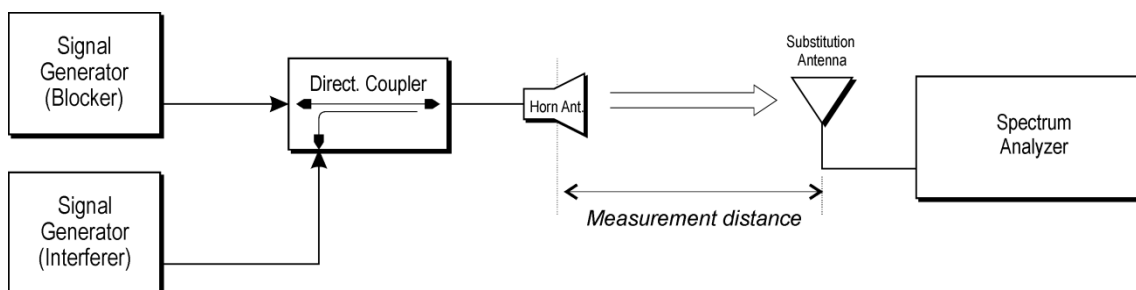 Signal
Generator
(Blocker)
Direct. Coupler
Horn Ant.
Substitution
Antenna
Spectrum
Analyzer
Measurement distance
Signal
Generator
(Interferer)